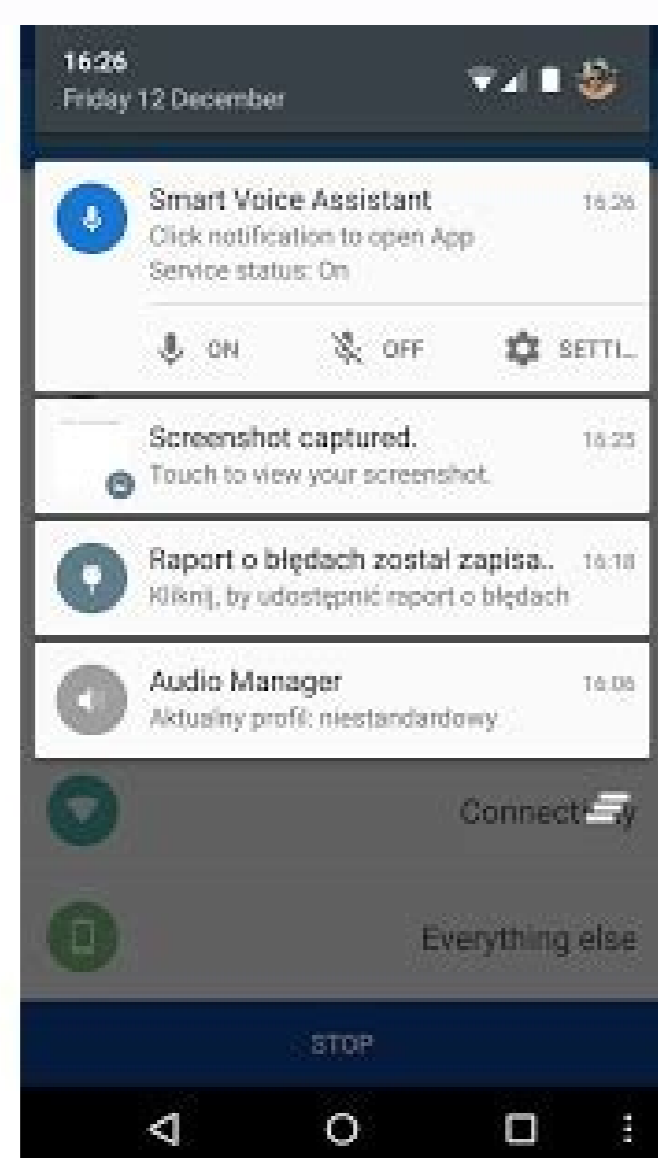 16:26
Friday 12 December
Smart Voice Assistant 16:26
Click notification to open App
Service status: On
ON OFF SETTI...
Screenshot captured. 16:25
Touch to view your screenshot.
Raport o błędach został zapisa.. 16:18
Kliknij, by udostępnić raport o błędach
Audio Manager 16:06
Aktualny profil: niestandardowy
Everything else
STOP